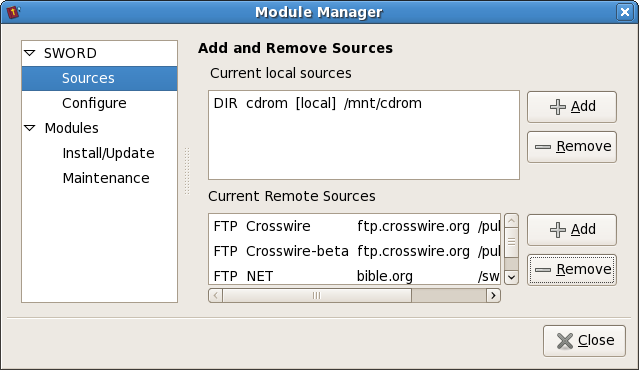 Module Manager
SWORD
Sources
Configure
Modules
Install/Update
Maintenance
Add and Remove Sources
Current local sources
DIR cdrom [local] /mnt/cdrom
Add
Remove
Current Remote Sources
FTP Crosswire ftp.crosswire.org /pul
FTP Crosswire-beta ftp.crosswire.org /pul
FTP NET bible.org /sw
Add
Remove
Close